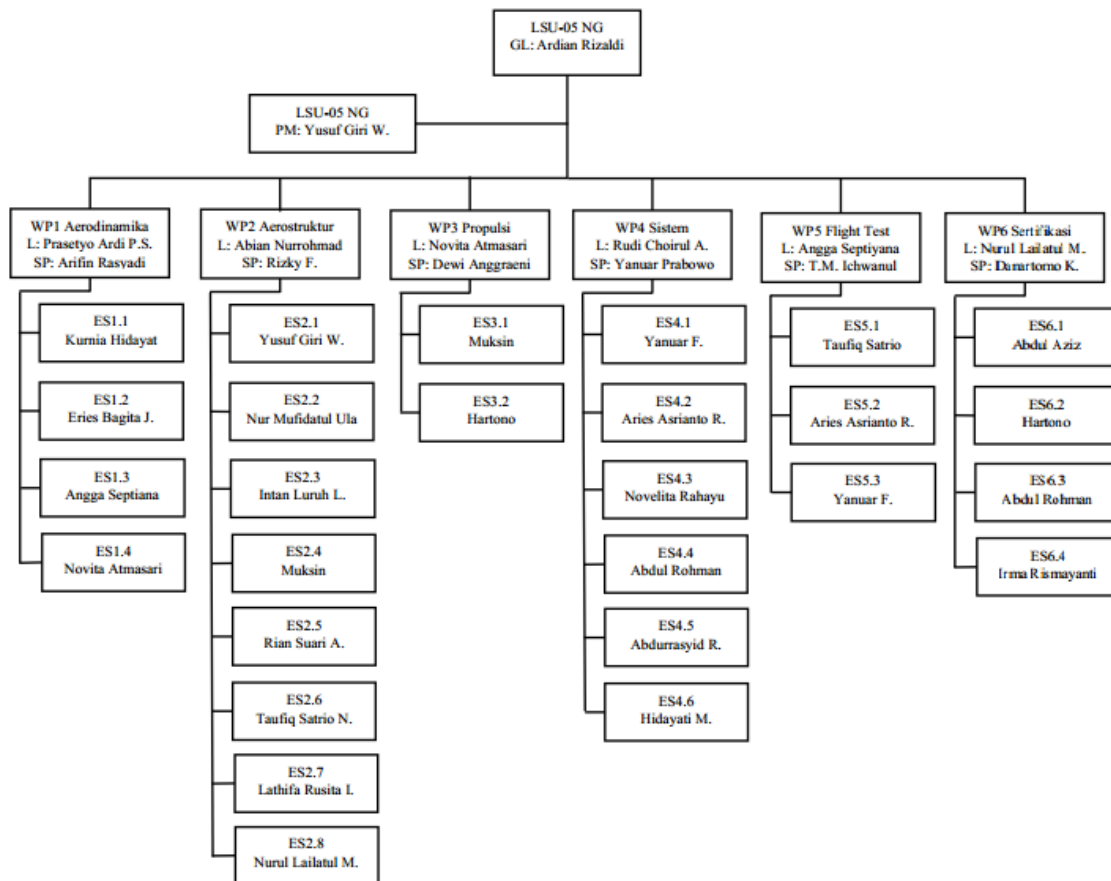 LSU-05 NG
GL: Ardian Rizaldi
LSU-05 NG
PM: Yusuf Giri W.
WP1 Aerodinamika
L: Prasetyo Ardi P.S.
SP: Arifin Rasyadi
WP2 Aerostruktur
L: Abian Nurrohmad
SP: Rizky F.
WP3 Propulsi
L: Novita Atmasari
SP: Dewi Anggraeni
WP4 Sistem
L: Rudi Choirul A.
SP: Yanuar Prabowo
WP5 Flight Test
L: Angga Septiyana
SP: T.M. Ichwanul
WP6 Sertifikasi
L: Nurul Lailatul M.
SP: Danartomo K.
ES1.1
Kurnia Hidayat
ES1.2
Eries Bagita J.
ES1.3
Angga Septiana
ES1.4
Novita Atmasari
ES2.1
Yusuf Giri W.
ES2.2
Nur Mufidatul Ula
ES2.3
Intan Luruh L.
ES2.4
Muksin
ES2.5
Rian Suari A.
ES2.6
Taufiq Satrio N.
ES2.7
Lathifa Rusita I.
ES2.8
Nurul Lailatul M.
ES3.1
Muksin
ES3.2
Hartono
ES4.1
Yanuar F.
ES4.2
Aries Asrianto R.
ES4.3
Novelita Rahayu
ES4.4
Abdul Rohman
ES4.5
Abdurrasyid R.
ES4.6
Hidayati M.
ES5.1
Taufiq Satrio
ES5.2
Aries Asrianto R.
ES5.3
Yanuar F.
ES6.1
Abdul Aziz
ES6.2
Hartono
ES6.3
Abdul Rohman
ES6.4
Irma Rismayanti